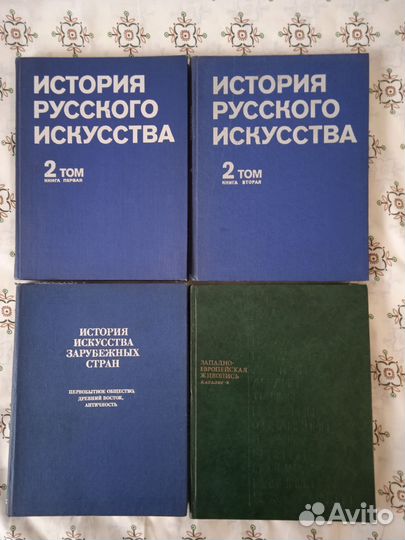 ИСТОРИЯ
РУССКОГО
ИСКУССТВА
2 ТОМ
КНИГА ПЕРВАЯ
ИСТОРИЯ
РУССКОГО
ИСКУССТВА
2 ТОМ
КНИГА ВТОРАЯ
ИСТОРИЯ
ИСКУССТВА
ЗАРУБЕЖНЫХ
СТРАН
ПЕРВОБЫТНОЕ ОБЩЕСТВО,
ДРЕВНИЙ ВОСТОК,
АНТИЧНОСТЬ
ЗАПАДНО-
ЕВРОПЕЙСКАЯ
ЖИВОПИСЬ
КАТАЛОГ
Avito